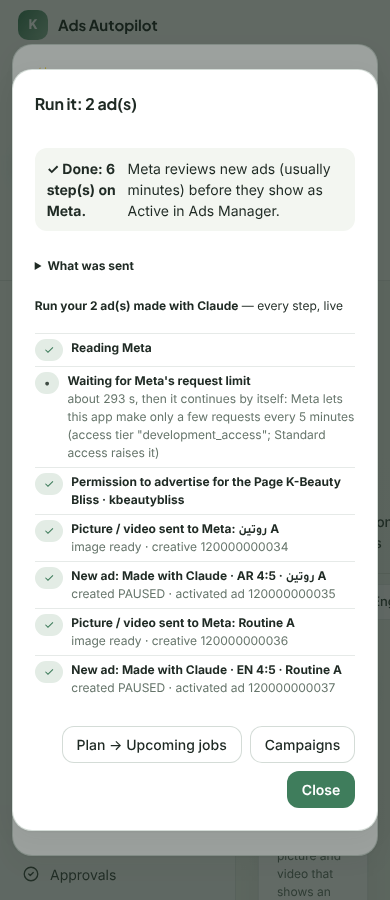 K Ads Autopilot
Run it: 2 ad(s)
✓ Done: 6 step(s) on Meta.
Meta reviews new ads (usually
minutes) before they show as
Active in Ads Manager.
▶ What was sent
Run your 2 ad(s) made with Claude — every step, live
✓ Reading Meta
• Waiting for Meta's request limit
about 293 s, then it continues by itself: Meta lets
this app make only a few requests every 5 minutes
(access tier "development_access"; Standard
access raises it)
✓ Permission to advertise for the Page K-Beauty
Bliss · kbeautybliss
✓ Picture / video sent to Meta: روتين A
image ready · creative 120000000034
✓ New ad: Made with Claude · AR 4:5 · روتين A
created PAUSED · activated ad 120000000035
✓ Picture / video sent to Meta: Routine A
image ready · creative 120000000036
✓ New ad: Made with Claude · EN 4:5 · Routine A
created PAUSED · activated ad 120000000037
Plan → Upcoming jobs
Campaigns
Close
Approvals
picture and
video that
shows an